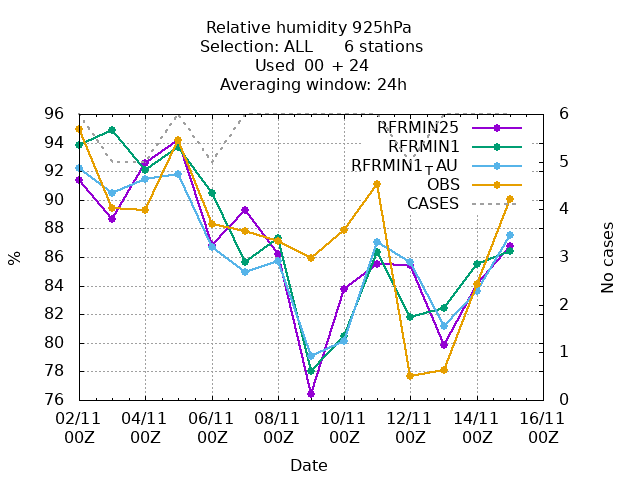 Relative humidity 925hPa
Selection: ALL 6 stations
Used 00 + 24
Averaging window: 24h
96
94
92
90
88
86
84
82
80
78
76
%
RFRMIN25
RFRMIN1
RFRMIN1_AU
OBS
CASES
6
5
4
3
2
1
0
No cases
02/11 04/11 06/11 08/11 10/11 12/11 14/11 16/11
00Z 00Z 00Z 00Z 00Z 00Z 00Z 00Z
Date